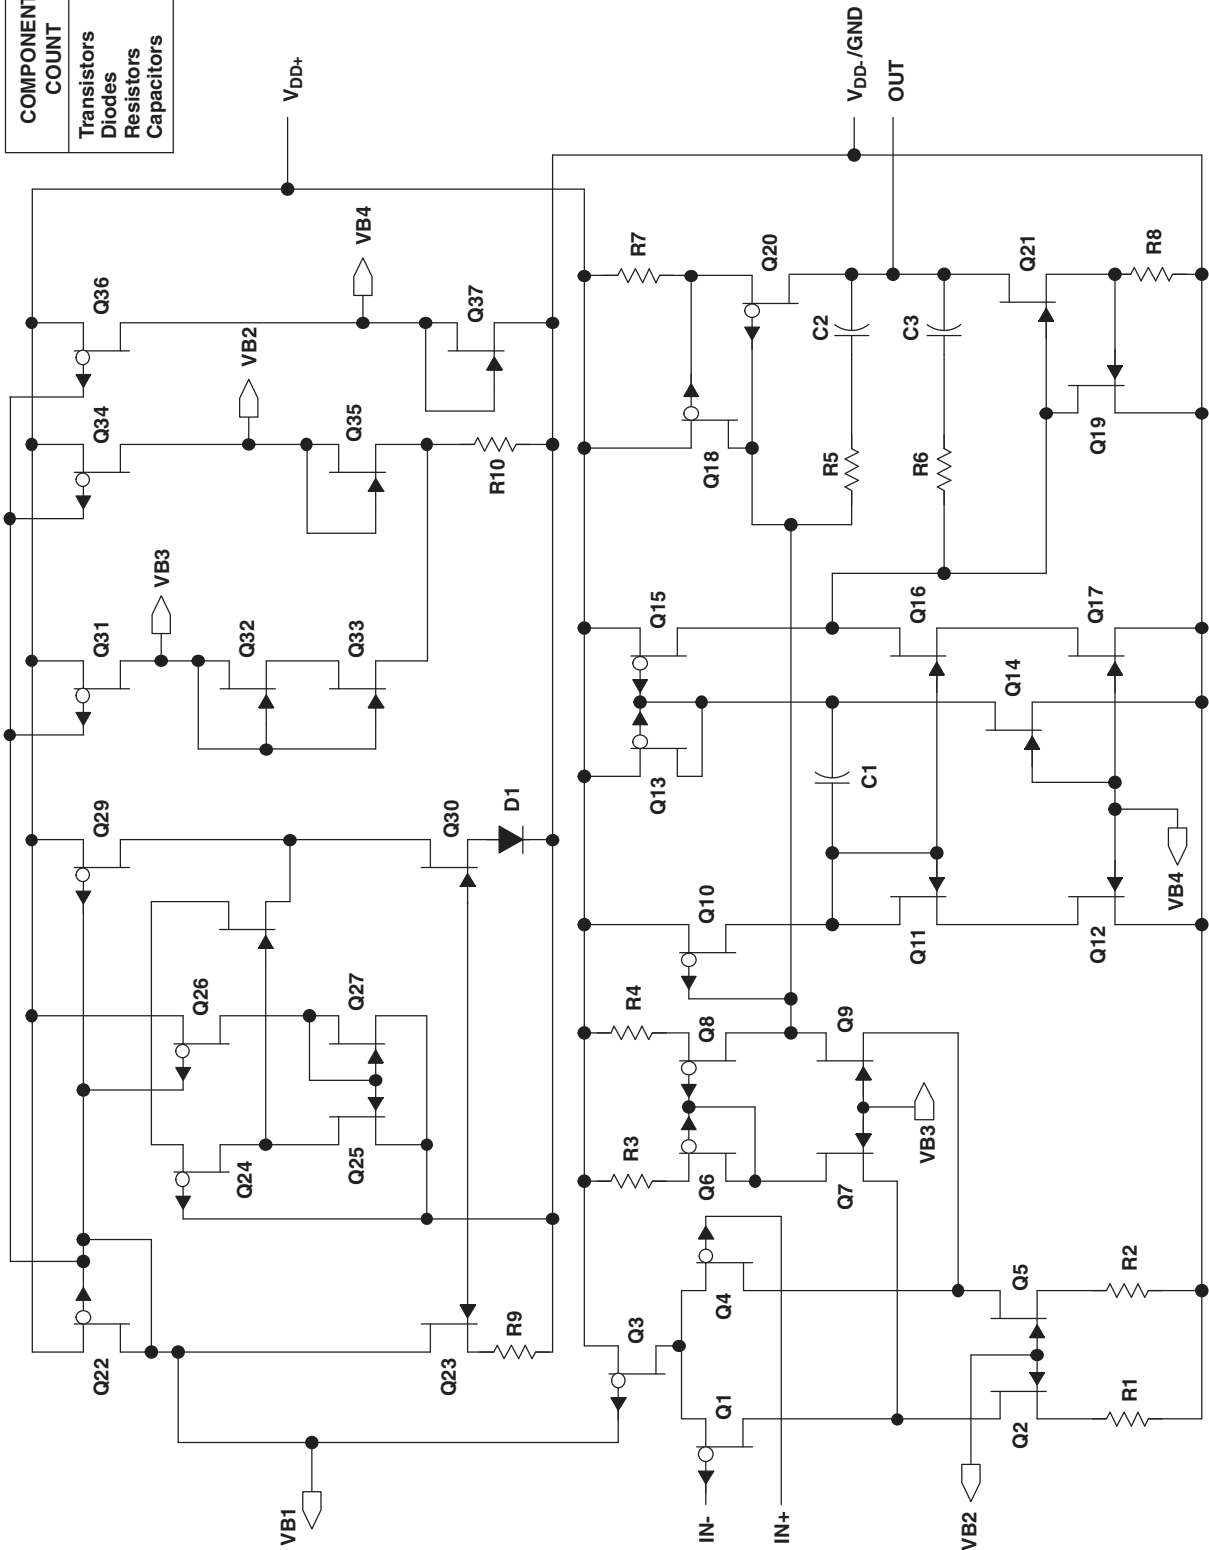 COMPONENT
COUNT
Transistors
Diodes
Resistors
Capacitors
VDD+
VDD- /GND
OUT
Q36
VB4
Q37
R7
Q20
Q21
R8
Q34
VB2
Q35
R10
Q18
C2
C3
R5
R6
Q19
Q31
VB3
Q32
Q33
Q15
Q16
Q17
Q13
Q14
C1
Q29
Q30
D1
Q10
Q11
Q12
VB4
Q26
Q27
R4
Q8
Q9
Q24
Q25
R3
Q6
Q7
VB3
Q22
Q23
R9
Q3
Q4
Q5
R2
Q1
Q2
R1
VB1
IN-
IN+
VB2